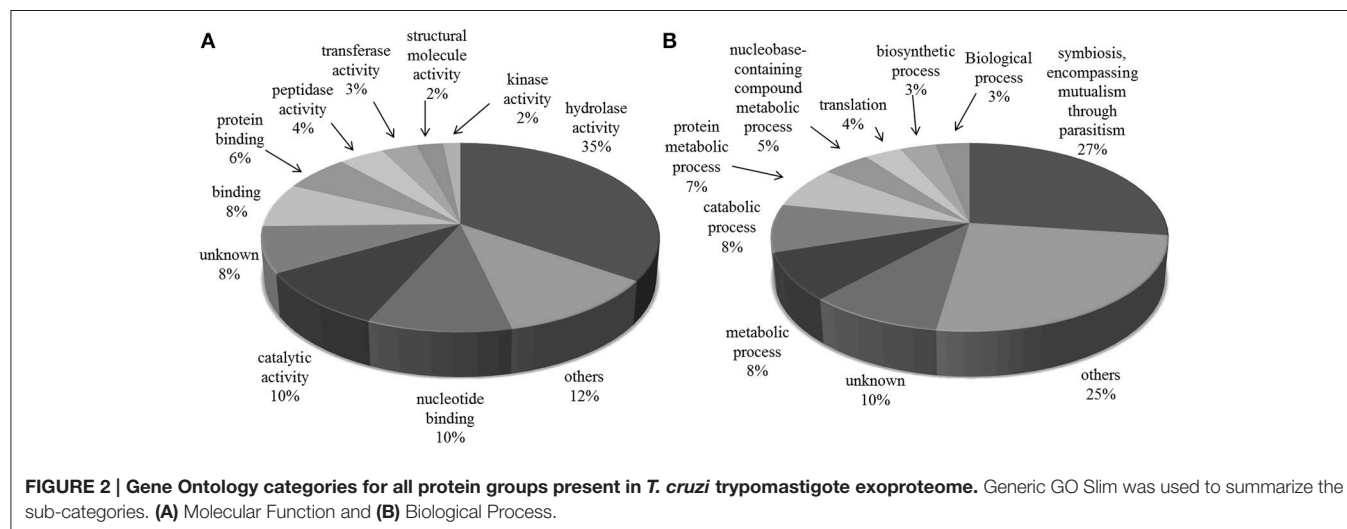 A
structural
molecule
activity
2%
transferase
activity
3%
peptidase
activity
4%
protein
binding
6%
binding
8%
unknown
8%
catalytic
activity
10%
nucleotide
binding
10%
others
12%
hydrolase
activity
35%
kinase
activity
2%
B
nucleobase-
containing
compound
metabolic
process
5%
protein
metabolic
process
7%
catabolic
process
8%
metabolic
process
8%
unknown
10%
others
25%
symbiosis,
encompassing
mutualism
through
parasitism
27%
Biological
process
3%
biosynthetic
process
3%
translation
4%
FIGURE 2 | Gene Ontology categories for all protein groups present in T. cruzi trypomastigote exoproteome. Generic GO Slim was used to summarize the
sub-categories. (A) Molecular Function and (B) Biological Process.